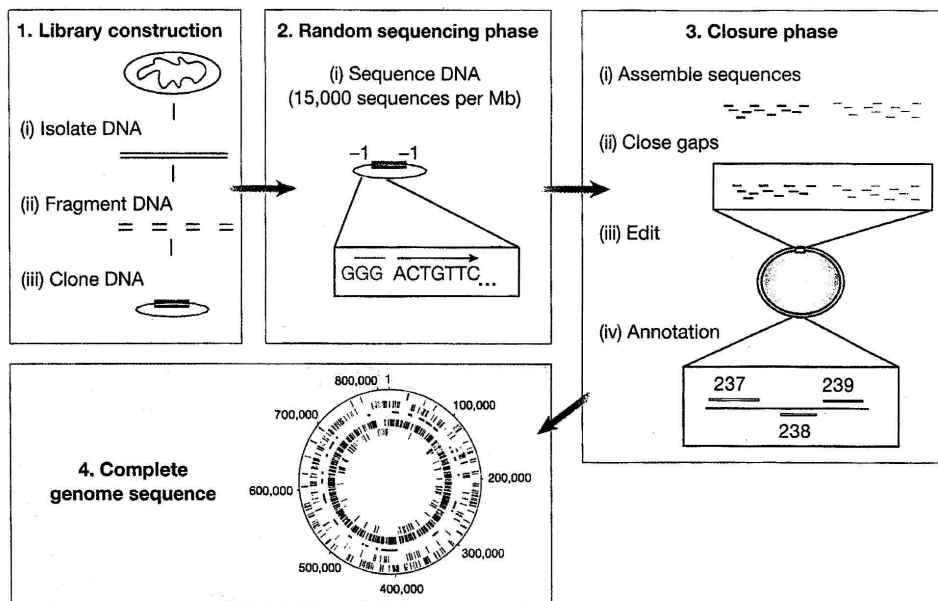 1. Library construction
(i) Isolate DNA
(ii) Fragment DNA
(iii) Clone DNA
2. Random sequencing phase
(i) Sequence DNA
(15,000 sequences per Mb)
–1 –1
GGG ACTGTTC...
3. Closure phase
(i) Assemble sequences
(ii) Close gaps
(iii) Edit
(iv) Annotation
237 239
238
4. Complete
genome sequence
800,000 1
100,000
200,000
300,000
400,000
500,000
600,000
700,000